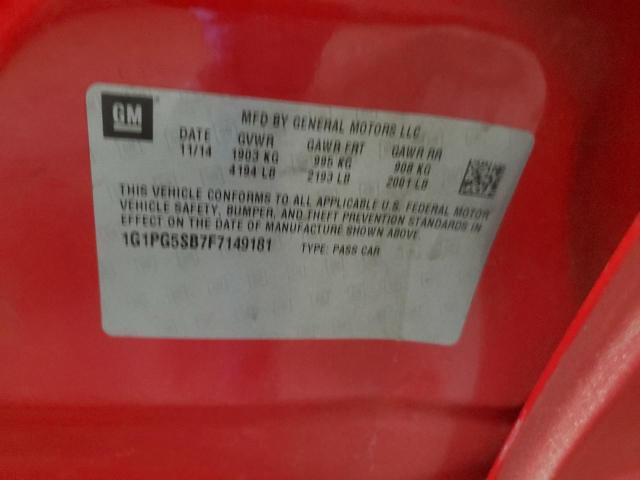 GM
MFD BY GENERAL MOTORS LLC
DATE GVWR GAWR FRT GAWR RR
11/14 1903 KG 995 KG 908 KG
4194 LB 2193 LB 2001 LB
THIS VEHICLE CONFORMS TO ALL APPLICABLE U.S. FEDERAL MOTOR
VEHICLE SAFETY, BUMPER, AND THEFT PREVENTION STANDARDS IN
EFFECT ON THE DATE OF MANUFACTURE SHOWN ABOVE.
1G1PG5SB7F7149181 TYPE: PASS CAR